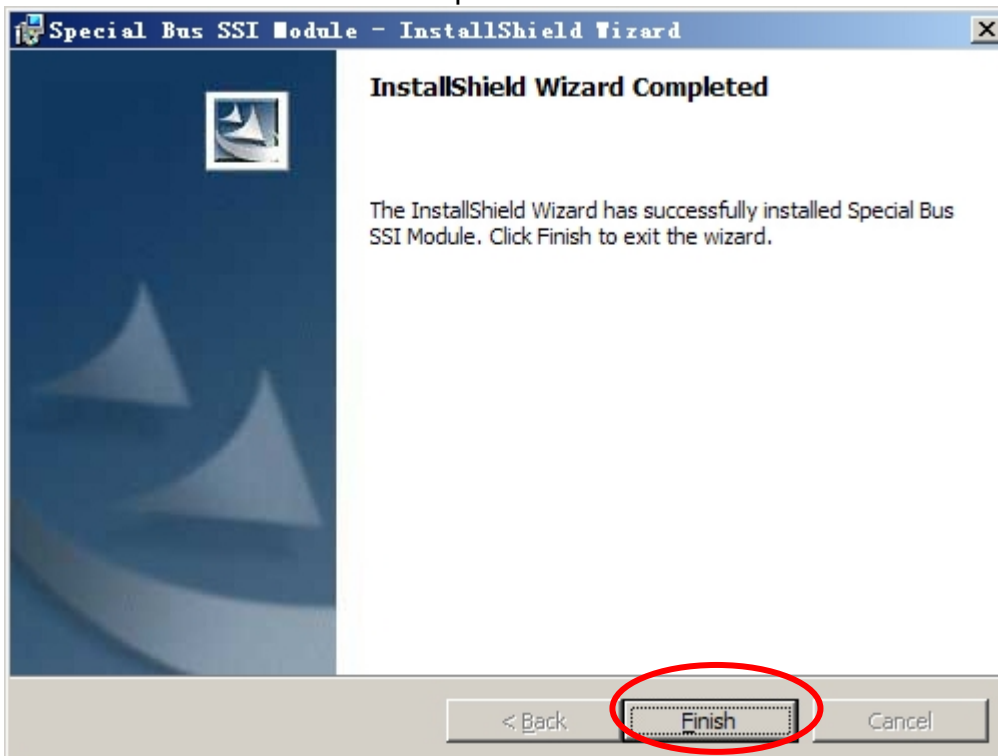 Special Bus SSI Module - InstallShield Wizard
InstallShield Wizard Completed
The InstallShield Wizard has successfully installed Special Bus
SSI Module. Click Finish to exit the wizard.
< Back
Finish
Cancel